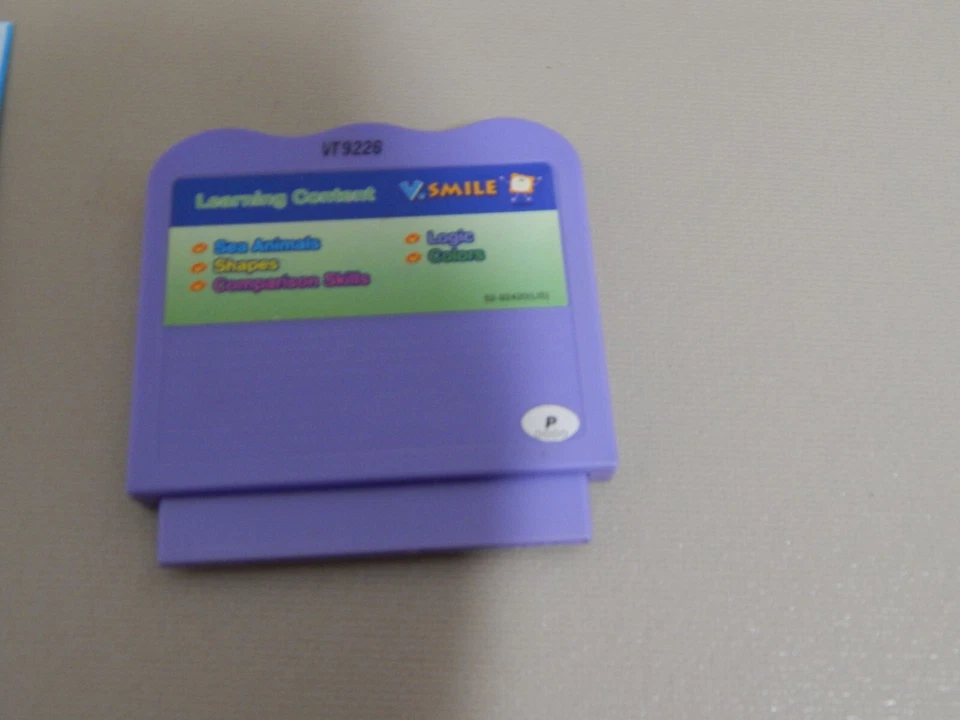 VT9226
Learning Content V.SMILE
Sea Animals
Shapes
Comparison Skills
Logic
Colors
P